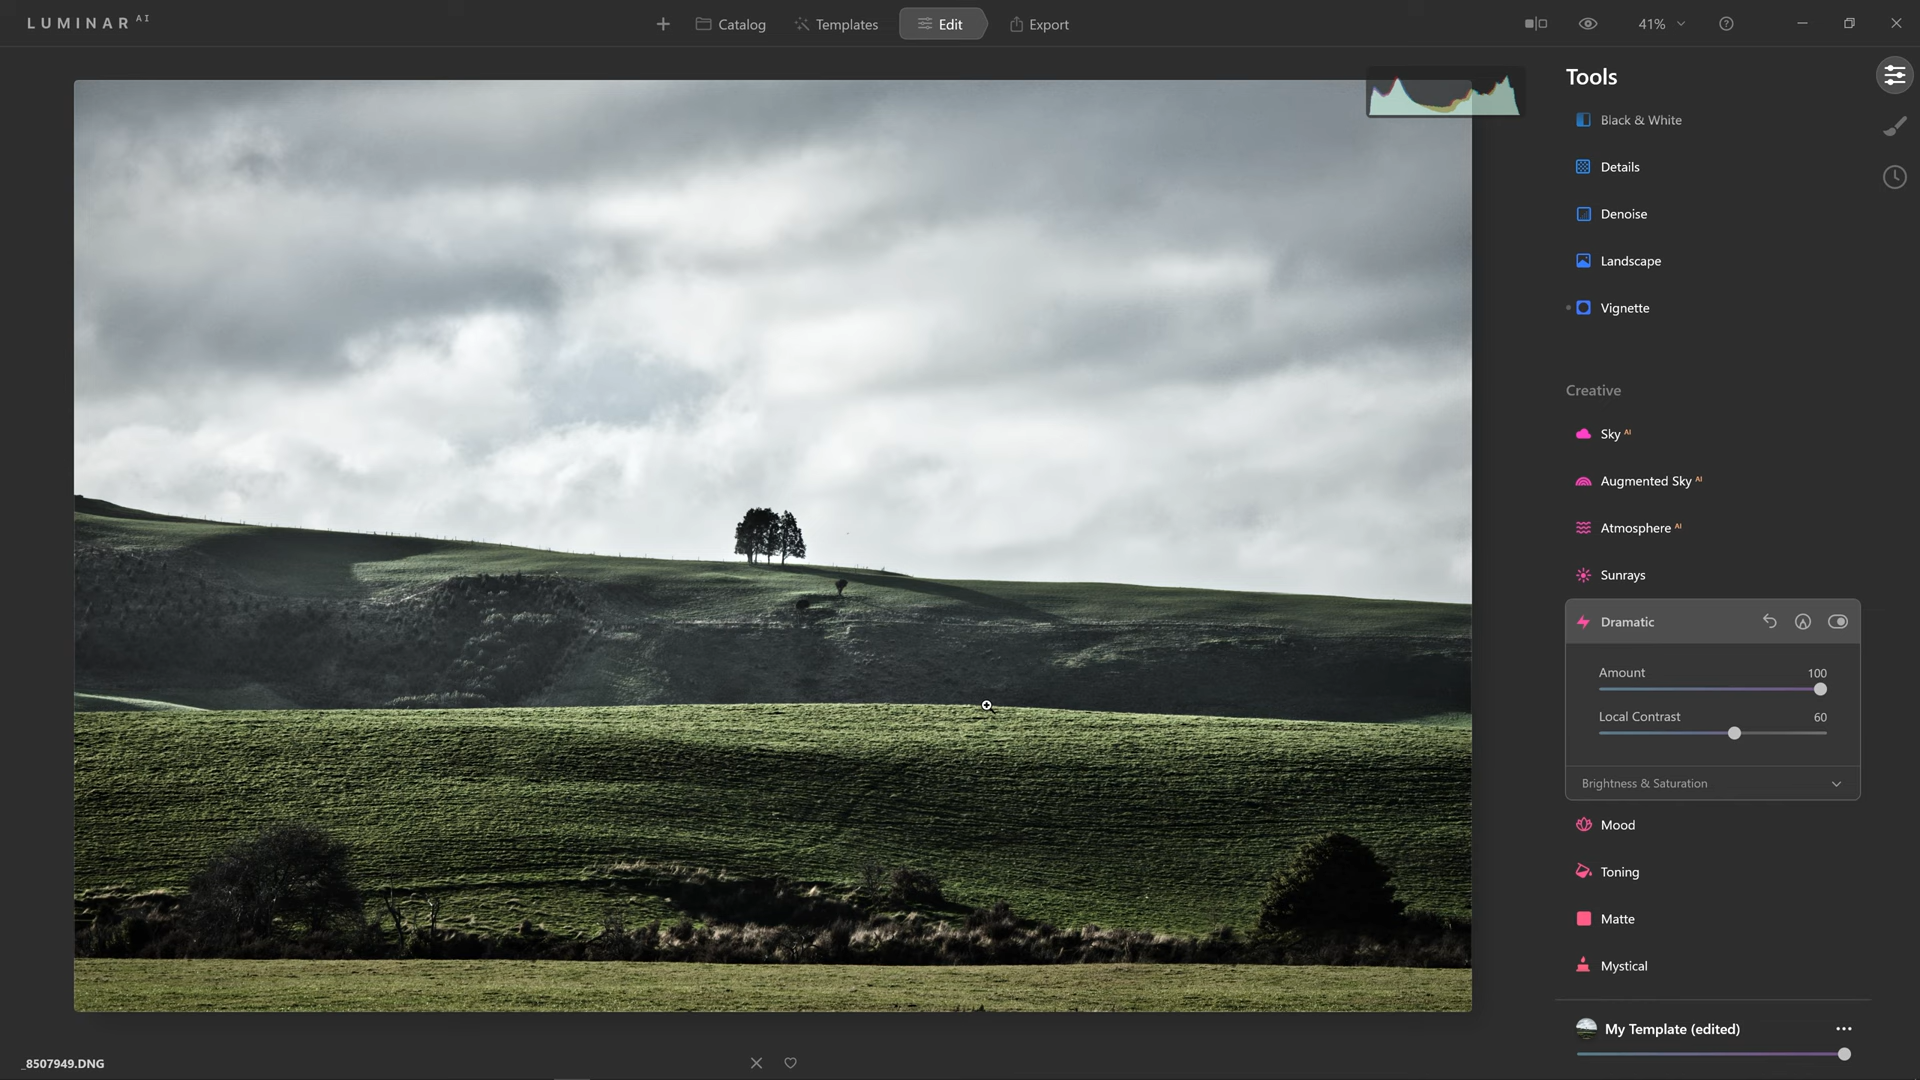 LUMINAR AI
Catalog
Templates
Edit
Export
41%
Tools
Black & White
Details
Denoise
Landscape
Vignette
Creative
Sky AI
Augmented Sky AI
Atmosphere AI
Sunrays
Dramatic
Amount 100
Local Contrast 60
Brightness & Saturation
Mood
Toning
Matte
Mystical
My Template (edited)
_8507949.DNG